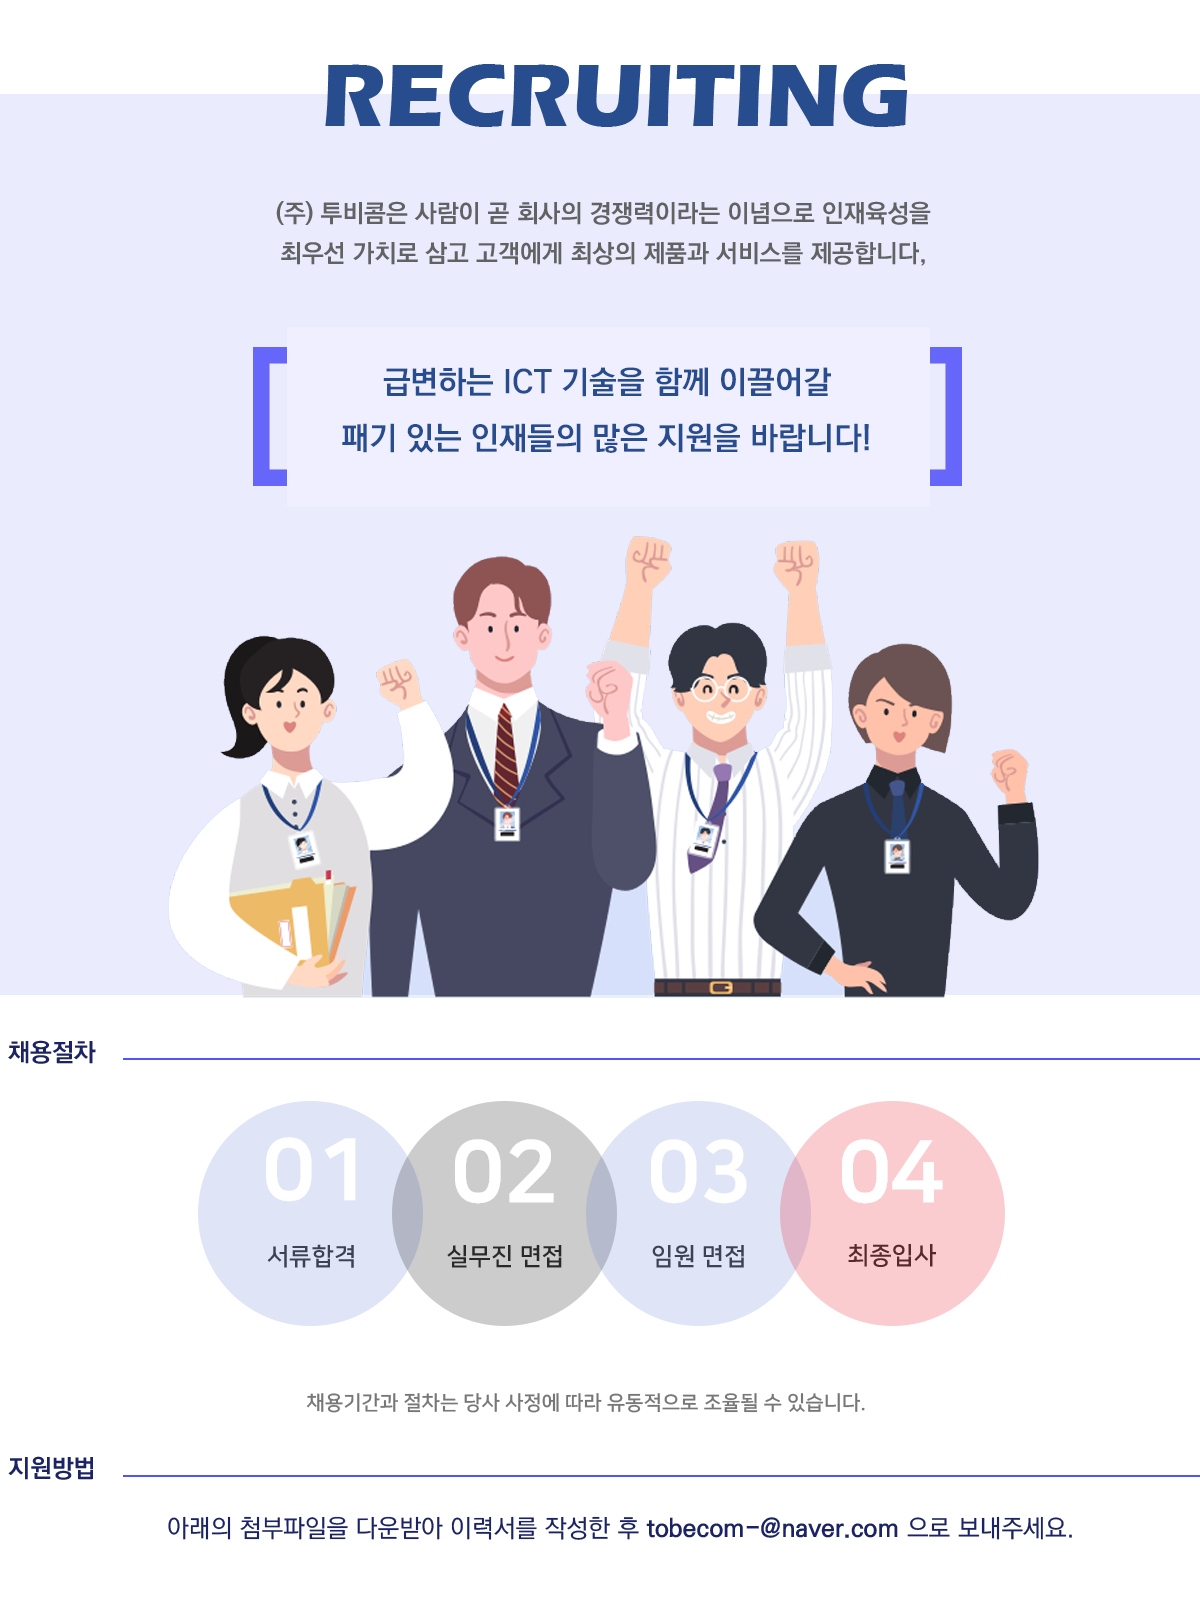 RECRUITING
(주) 투비콤은 사람이 곧 회사의 경쟁력이라는 이념으로 인재육성을
최우선 가치로 삼고 고객에게 최상의 제품과 서비스를 제공합니다,
급변하는 ICT 기술을 함께 이끌어갈
패기 있는 인재들의 많은 지원을 바랍니다!
채용절차
01
서류합격
02
실무진 면접
03
임원 면접
04
최종입사
채용기간과 절차는 당사 사정에 따라 유동적으로 조율될 수 있습니다.
지원방법
아래의 첨부파일을 다운받아 이력서를 작성한 후 tobecom-@naver.com 으로 보내주세요.